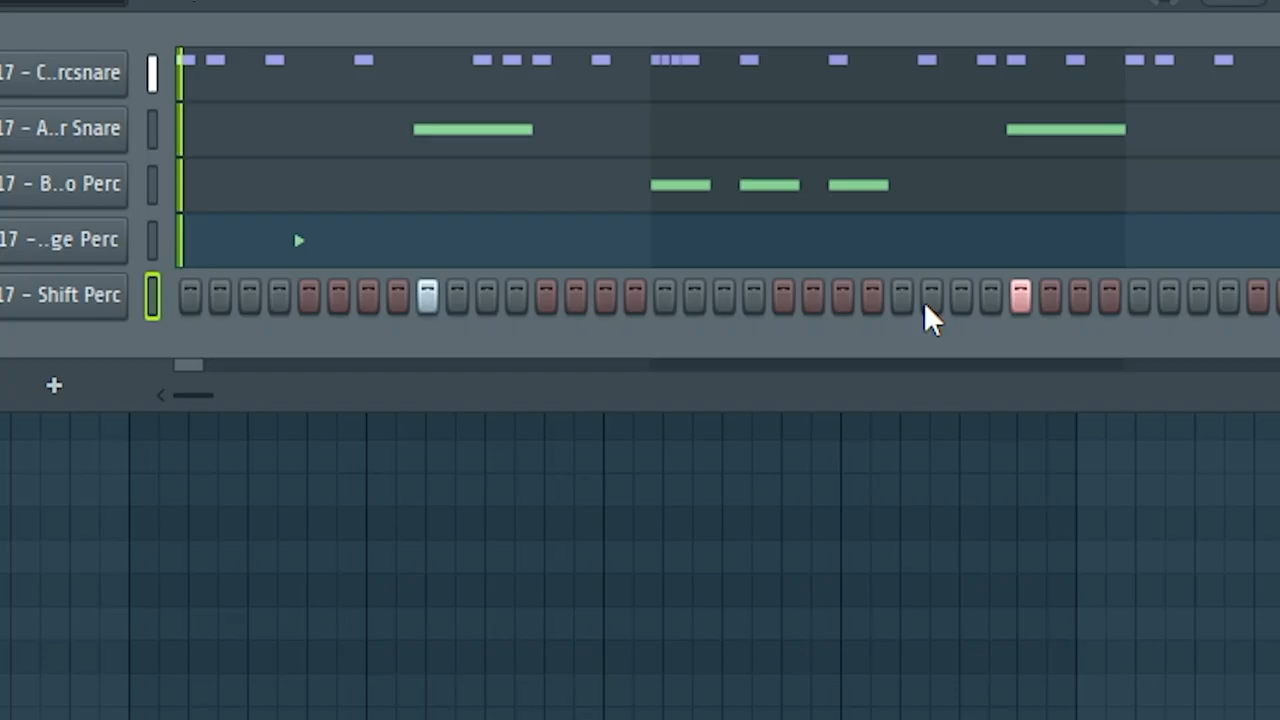 17 - C..rcsnare
17 - A..r Snare
17 - B..o Perc
17 -..ge Perc
17 - Shift Perc
+